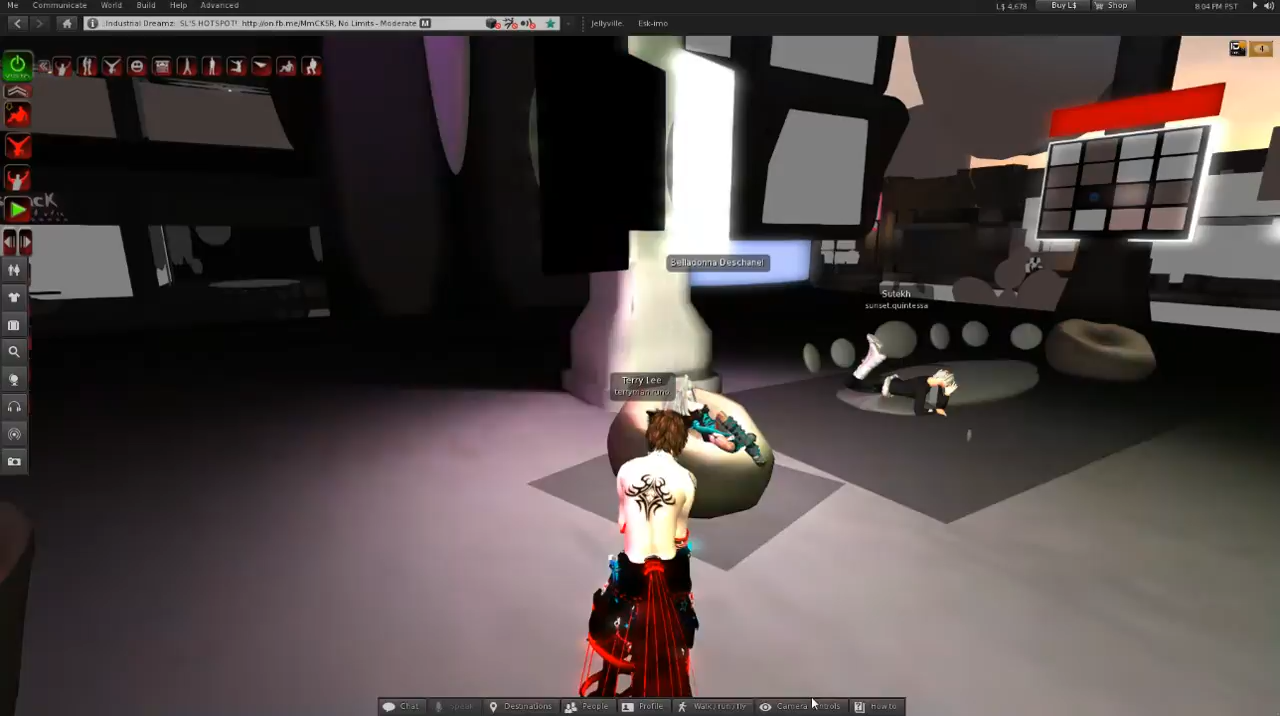 Me Communicate World Build Help Advanced
L$ 4,678 Buy L$ Shop 8:04 PM PST
Industrial Dreamz: SL'S HOTSPOT! http://on.fb.me/MmCKSR, No Limits - Moderate M
Jellyville. Esk-imo
Belladonna Deschanel
Sutekh
sunset.quintessa
Terry Lee
Chat Speak Destinations People Profile Walk / run / fly Camera controls How to